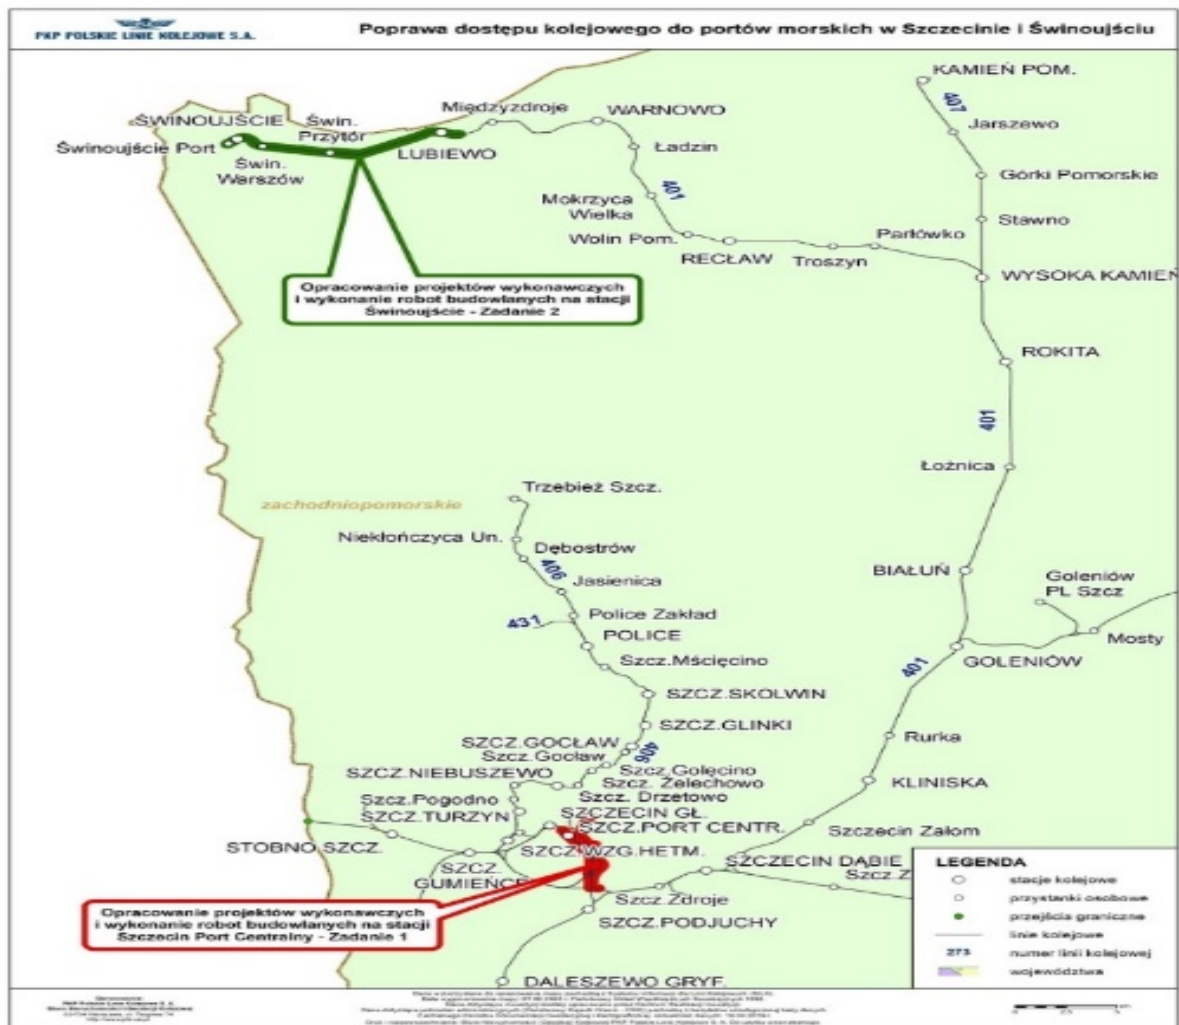 PKP POLSKIE LINIE KOLEJOWE S.A.
Poprawa dostępu kolejowego do portów morskich w Szczecinie i Świnoujściu
KAMIEŃ POM.
401
Jarszewo
Górki Pomorskie
Stawno
WYSOKA KAMIEŃ
Międzyzdroje
WARNOWO
ŚWINOUJŚCIE
Świn.
Przytór
Świnoujście Port
LUBIEWO
Ładzin
Świn.
Warszów
401
Mokrzyca
Wielka
Wolin Pom.
RECŁAW
Troszyn
Parłówko
Opracowanie projektów wykonawczych
i wykonanie robot budowlanych na stacji
Świnoujście - Zadanie 2
ROKITA
401
Łożnica
zachodniopomorskie
Trzebież Szcz.
Niekłończyca Un.
Dębostrów
406
Jasienica
BIAŁUŃ
Goleniów
PL Szcz
Mosty
431
Police Zakład
POLICE
Szcz.Mścięcino
GOLENIÓW
401
SZCZ.SKOLWIN
SZCZ.GLINKI
Rurka
SZCZ.GOCŁAW
406
Szcz.Gocław
SZCZ.NIEBUSZEWO
Szcz.Golęcino
Szcz. Żelechowo
KLINISKA
Szcz.Pogodno
Szcz. Drzetowo
SZCZ.TURZYN
SZCZECIN GŁ.
SZCZ.PORT CENTR.
Szczecin Załom
STOBNO SZCZ.
SZCZ.WZG.HETM.
SZCZECIN DĄBIE
SZCZ.
GUMIEŃCE
Szcz.Z
Szcz.Zdroje
SZCZ.PODJUCHY
Opracowanie projektów wykonawczych
i wykonanie robot budowlanych na stacji
Szczecin Port Centralny - Zadanie 1
DALESZEWO GRYF.
LEGENDA
stacje kolejowe
przystanki osobowe
przejścia graniczne
linie kolejowe
273 numer linii kolejowej
województwa